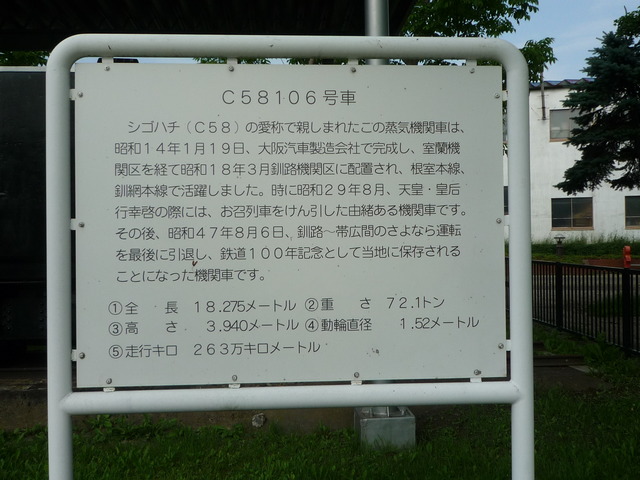 C58106号車
シゴハチ(C58)の愛称で親しまれたこの蒸気機関車は、
昭和14年1月19日、大阪汽車製造会社で完成し、室蘭機
関区を経て昭和18年3月釧路機関区に配置され、根室本線、
釧網本線で活躍しました。時に昭和29年8月、天皇・皇后
行幸啓の際には、お召列車をけん引した由緒ある機関車です。
その後、昭和47年8月6日、釧路~帯広間のさよなら運転
を最後に引退し、鉄道100年記念として当地に保存される
ことになった機関車です。
①全 長 18.275メートル ②重 さ 72.1トン
③高 さ 3.940メートル ④動輪直径 1.52メートル
⑤走行キロ 263万キロメートル